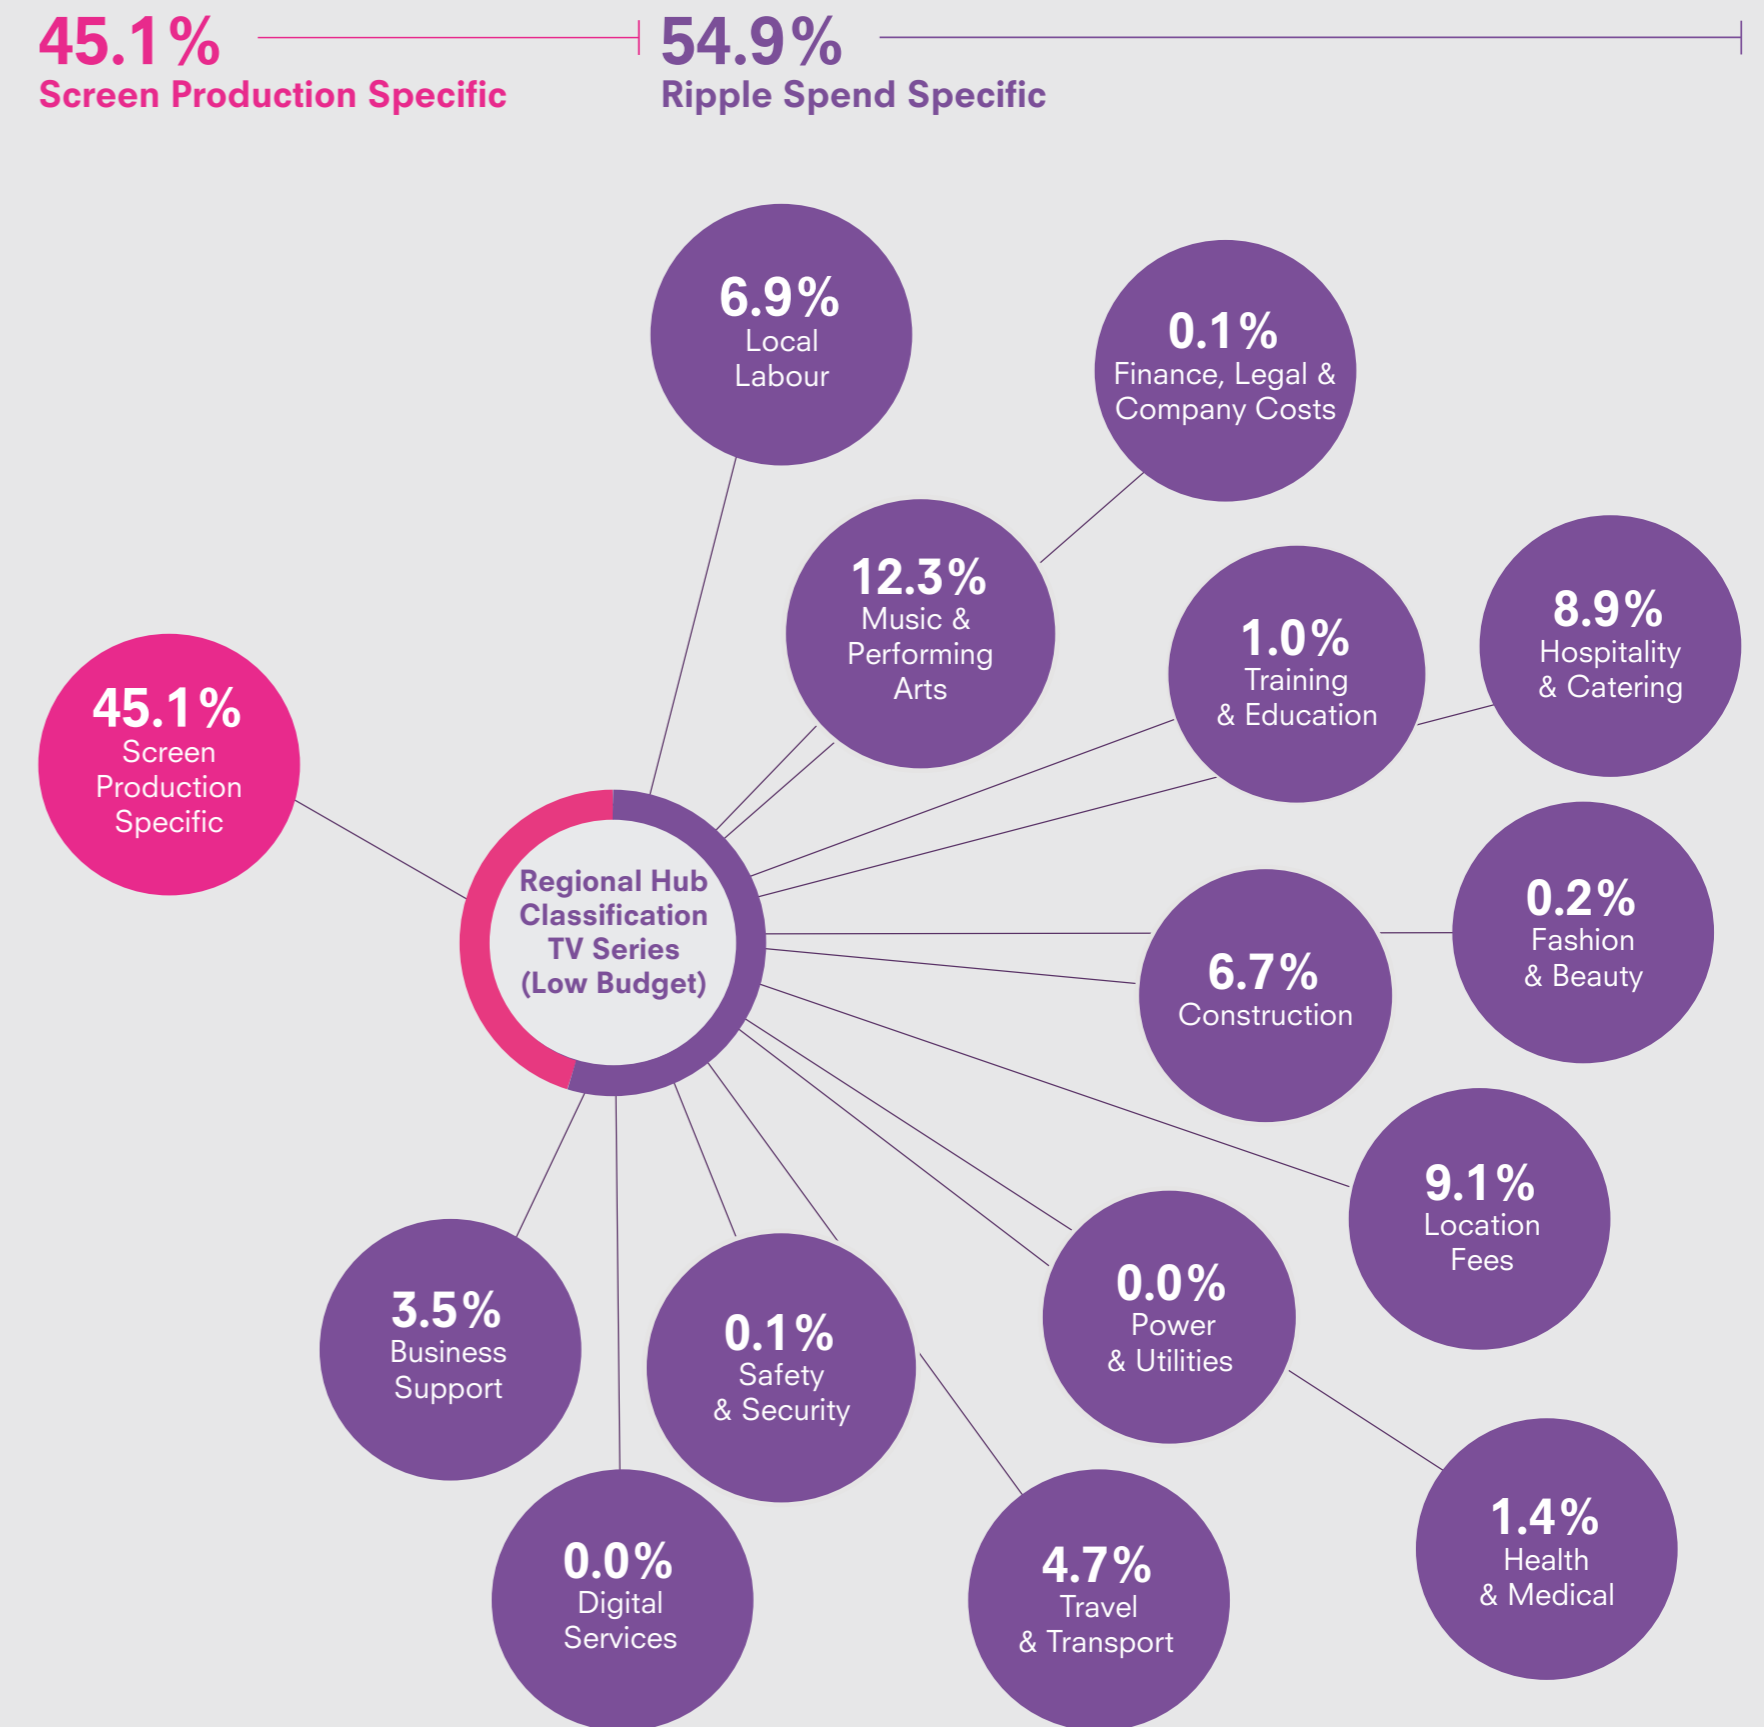 45.1%
Screen Production Specific
54.9%
Ripple Spend Specific
6.9%
Local
Labour
0.1%
Finance, Legal &
Company Costs
12.3%
Music &
Performing
Arts
1.0%
Training
& Education
8.9%
Hospitality
& Catering
45.1%
Screen
Production
Specific
Regional Hub
Classification
TV Series
(Low Budget)
0.2%
Fashion
& Beauty
6.7%
Construction
9.1%
Location
Fees
3.5%
Business
Support
0.1%
Safety
& Security
0.0%
Power
& Utilities
0.0%
Digital
Services
4.7%
Travel
& Transport
1.4%
Health
& Medical